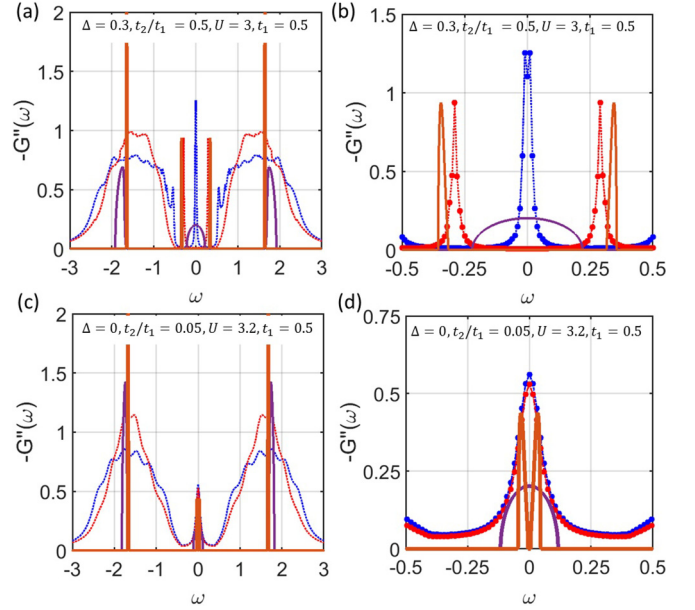 (a)
Δ = 0.3, t₂/t₁ = 0.5, U = 3, t₁ = 0.5
-G"(ω)
2
1.5
1
0.5
0
-3 -2 -1 0 1 2 3
ω
(b)
Δ = 0.3, t₂/t₁ = 0.5, U = 3, t₁ = 0.5
-G"(ω)
1.5
1
0.5
0
-0.5 -0.25 0 0.25 0.5
ω
(c)
Δ = 0, t₂/t₁ = 0.05, U = 3.2, t₁ = 0.5
-G"(ω)
2
1.5
1
0.5
0
-3 -2 -1 0 1 2 3
ω
(d)
Δ = 0, t₂/t₁ = 0.05, U = 3.2, t₁ = 0.5
-G"(ω)
0.75
0.5
0.25
0
-0.5 -0.25 0 0.25 0.5
ω